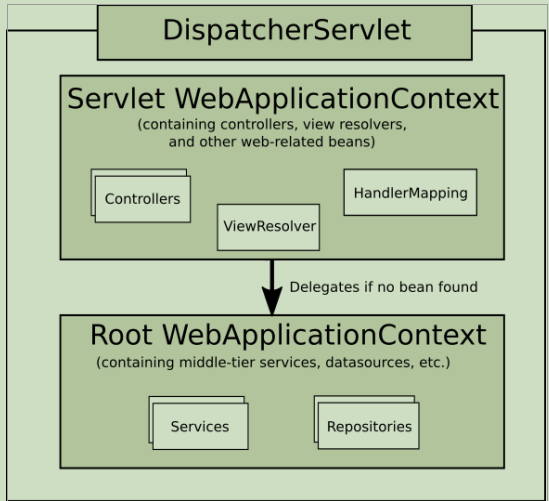 DispatcherServlet
Servlet WebApplicationContext
(containing controllers, view resolvers,
and other web-related beans)
Controllers
HandlerMapping
ViewResolver
Delegates if no bean found
Root WebApplicationContext
(containing middle-tier services, datasources, etc.)
Services
Repositories